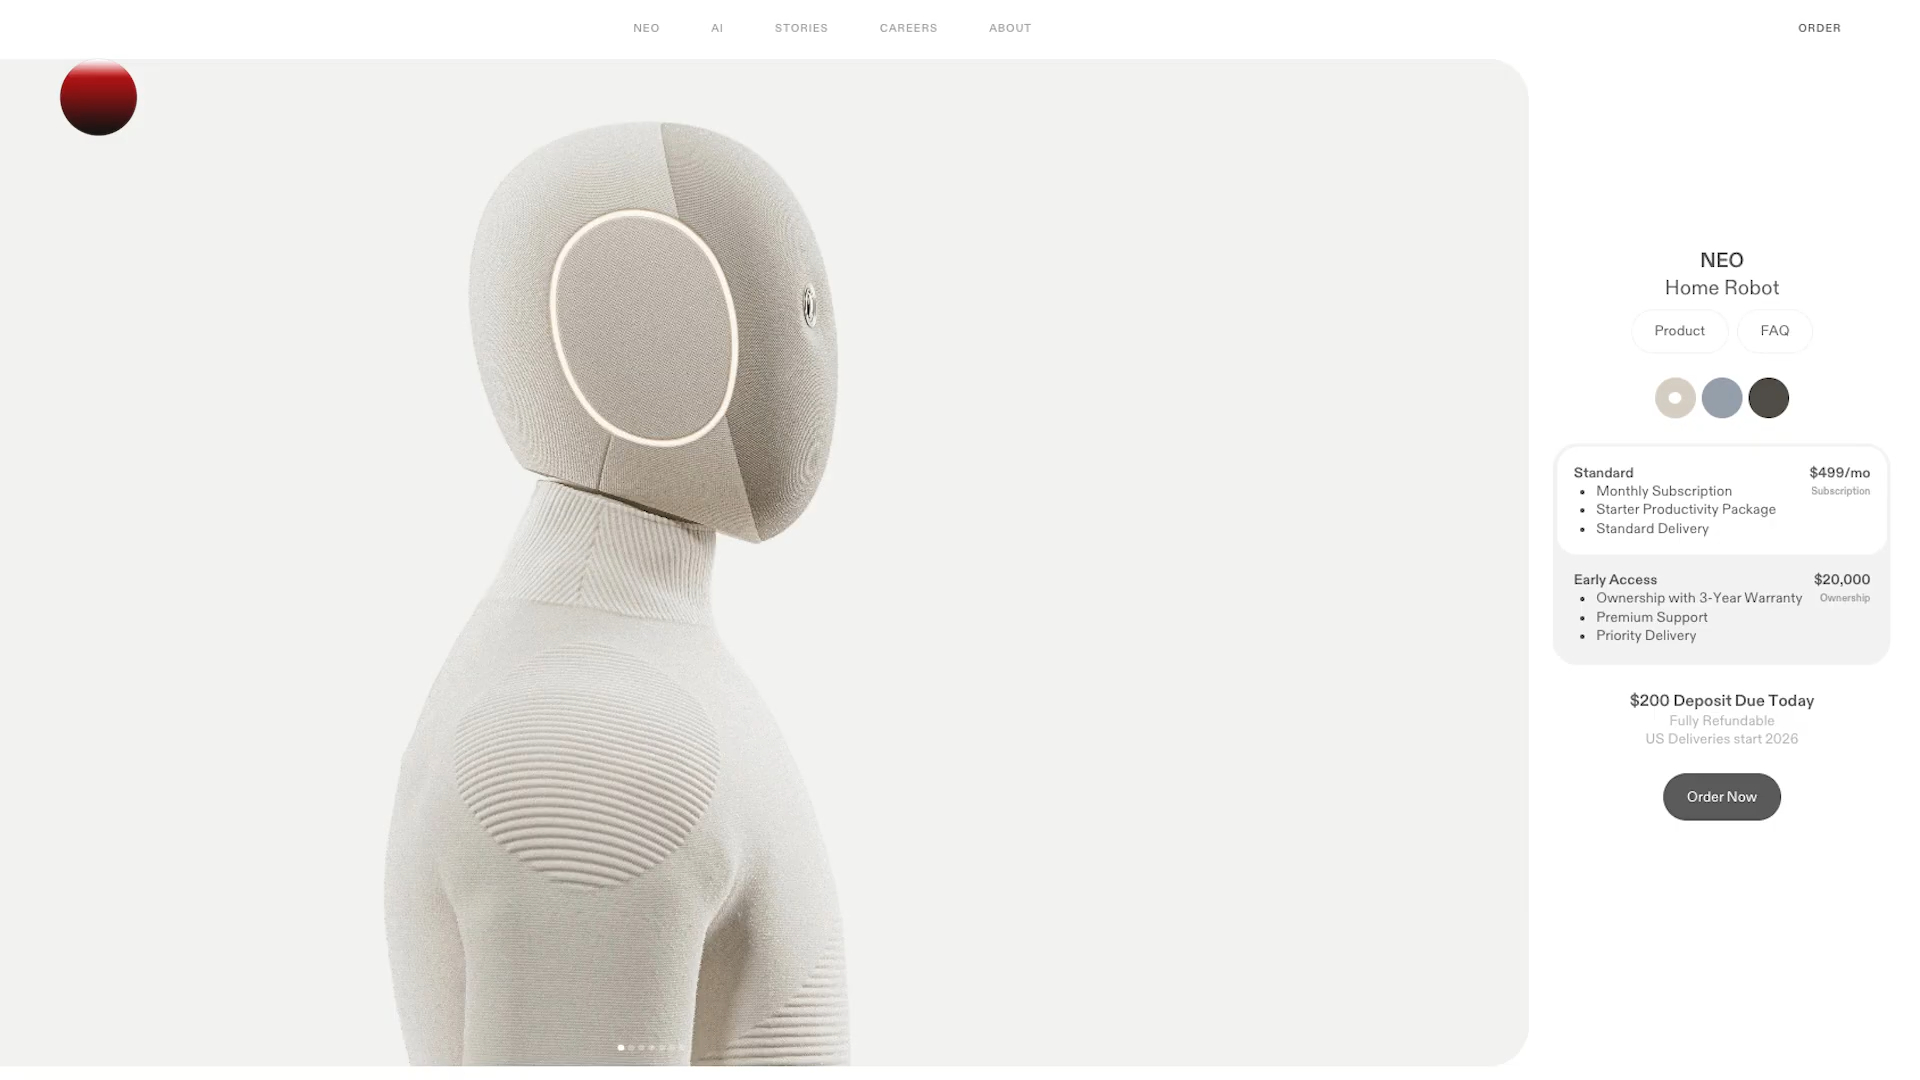 NEO
AI
STORIES
CAREERS
ABOUT
ORDER
NEO
Home Robot
Product
FAQ
Standard
$499/mo
Monthly Subscription
Subscription
Starter Productivity Package
Standard Delivery
Early Access
$20,000
Ownership with 3-Year Warranty
Ownership
Premium Support
Priority Delivery
$200 Deposit Due Today
Fully Refundable
US Deliveries start 2026
Order Now